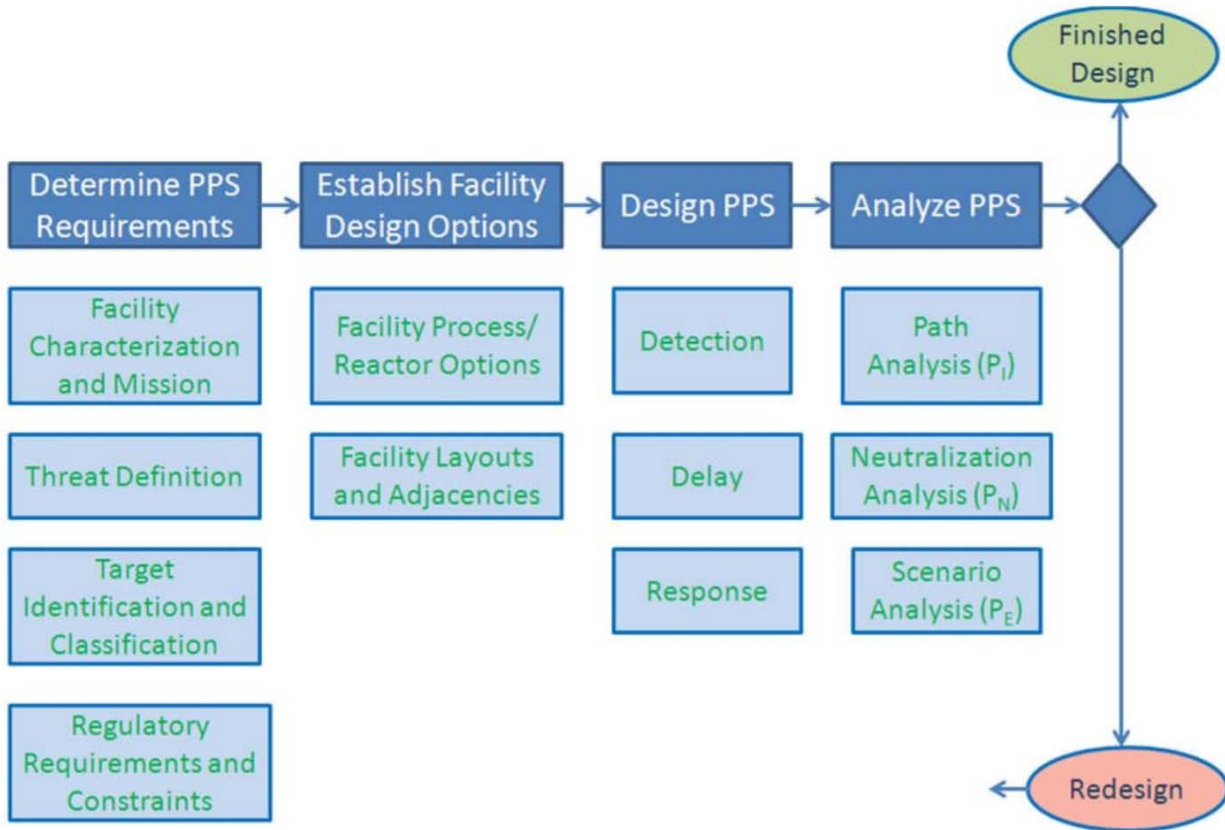 Finished
Design
Determine PPS
Requirements
Establish Facility
Design Options
Design PPS
Analyze PPS
Facility
Characterization
and Mission
Threat Definition
Target
Identification and
Classification
Regulatory
Requirements and
Constraints
Facility Process/
Reactor Options
Facility Layouts
and Adjacencies
Detection
Delay
Response
Path
Analysis (P_I)
Neutralization
Analysis (P_N)
Scenario
Analysis (P_E)
Redesign